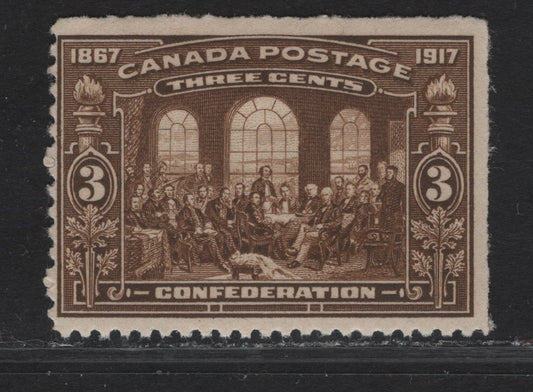 1867 1917
CANADA POSTAGE
THREE CENTS
3 3
CONFEDERATION